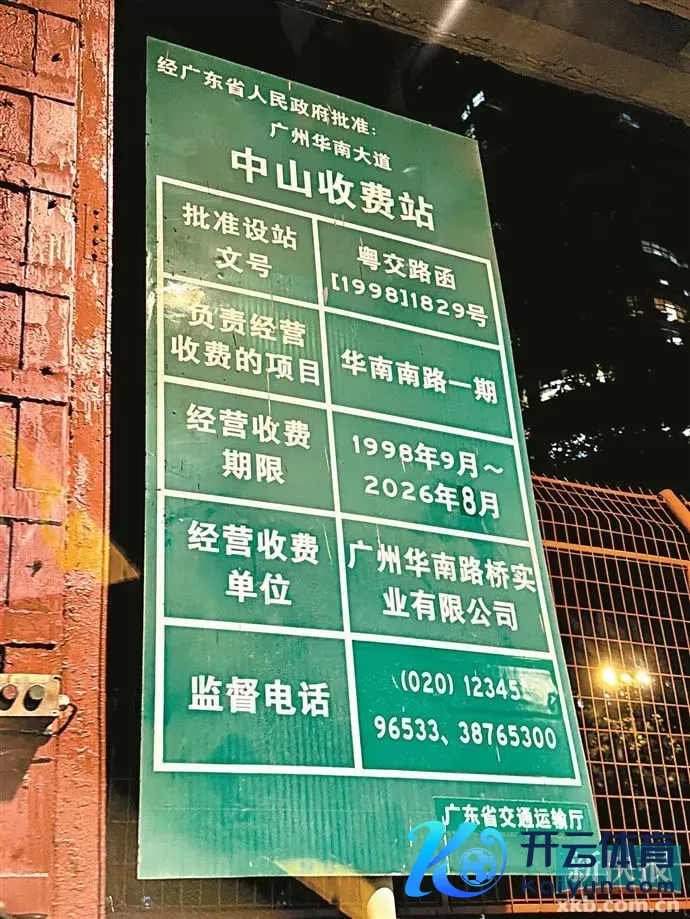 经广东省人民政府批准:
广州华南大道
中山收费站
批准设站
文号
粤交路函
[1998]1829号
负责经营
收费的项目
华南南路一期
经营收费
期限
1998年9月～
2026年8月
经营收费
单位
广州华南路桥实
业有限公司
监督电话
(020) 12345
96533、38765300
广东省交通运输厅
开云体育
Kaiyun.com
xkb.com.cn